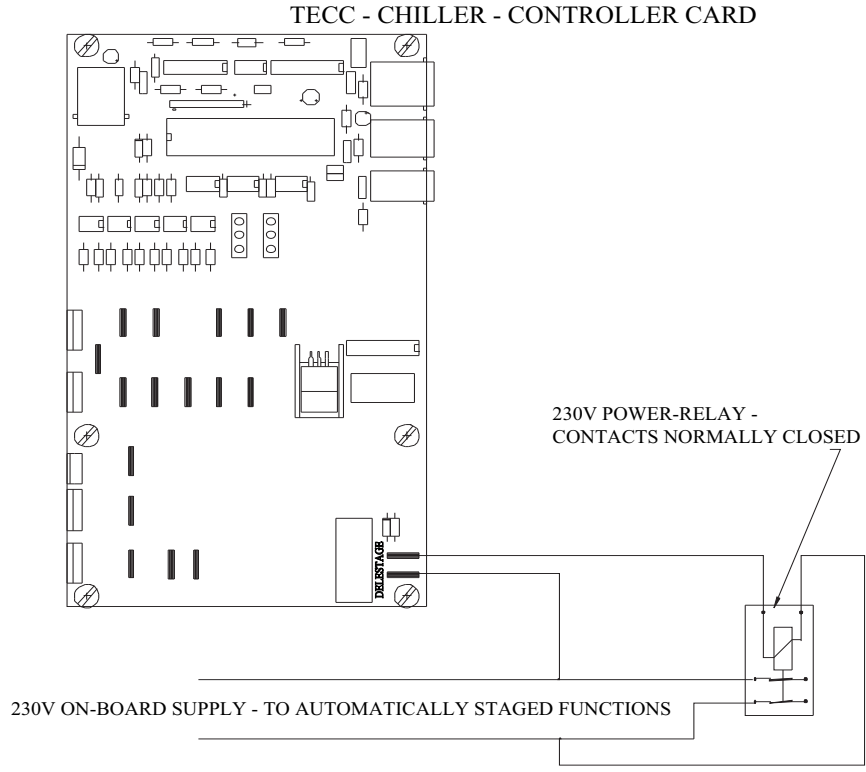 TECC - CHILLER - CONTROLLER CARD
230V POWER-RELAY -
CONTACTS NORMALLY CLOSED
DELESTAGE
230V ON-BOARD SUPPLY - TO AUTOMATICALLY STAGED FUNCTIONS